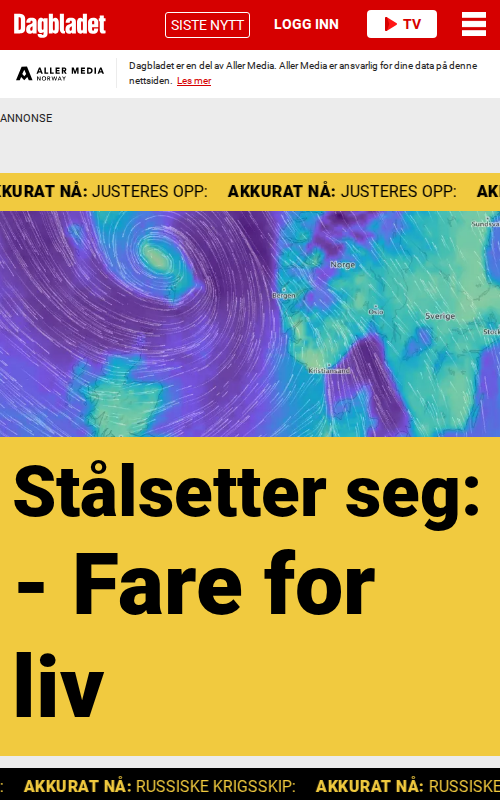 Dagbladet SISTE NYTT LOGG INN TV
ALLER MEDIA
NORWAY
Dagbladet er en del av Aller Media. Aller Media er ansvarlig for dine data på denne
nettsiden. Les mer
ANNONSE
KKURAT NÅ: JUSTERES OPP: AKKURAT NÅ: JUSTERES OPP: AK
Sundsva
Norge
Bergen
Oslo
Sverige
Stock
Kristiansand
Stålsetter seg:
- Fare for
liv
: AKKURAT NÅ: RUSSISKE KRIGSSKIP: AKKURAT NÅ: RUSSISKE